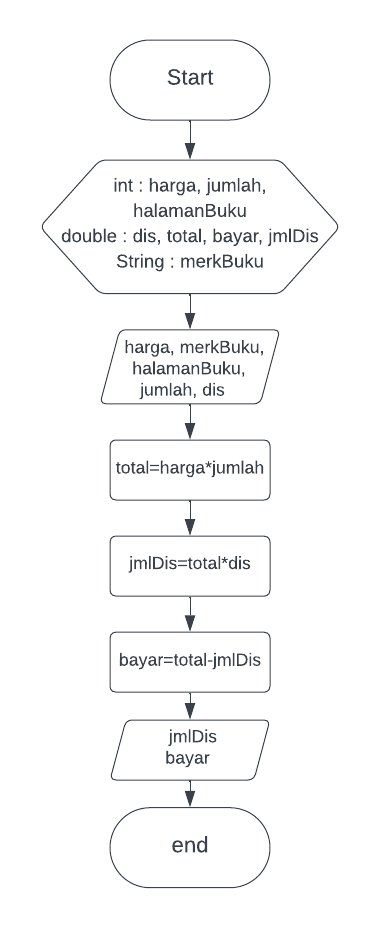 Start
int : harga, jumlah,
halamanBuku
double : dis, total, bayar, jmlDis
String : merkBuku
harga, merkBuku,
halamanBuku,
jumlah, dis
total=harga*jumlah
jmlDis=total*dis
bayar=total-jmlDis
jmlDis
bayar
end